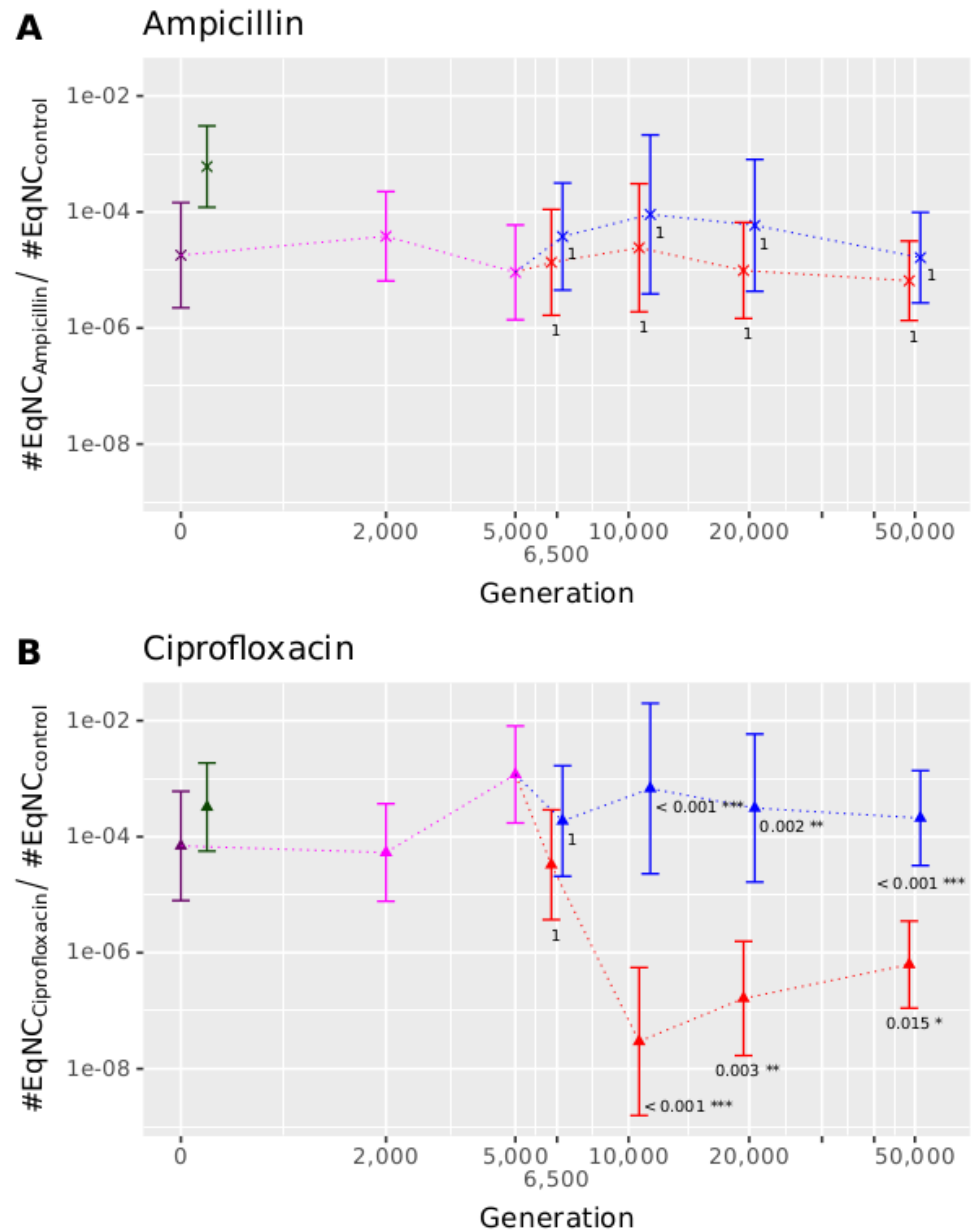 A Ampicillin
#EqNCAmpicillin / #EqNCcontrol
1e-02
1e-04
1e-06
1e-08
1
1
1
1
1
1
1
1
0 2,000 5,000 10,000 20,000 50,000
6,500
Generation
B Ciprofloxacin
#EqNCCiprofloxacin / #EqNCcontrol
1e-02
1e-04
1e-06
1e-08
< 0.001 ***
0.002 **
1
< 0.001 ***
1
0.015 *
0.003 **
< 0.001 ***
0 2,000 5,000 10,000 20,000 50,000
6,500
Generation